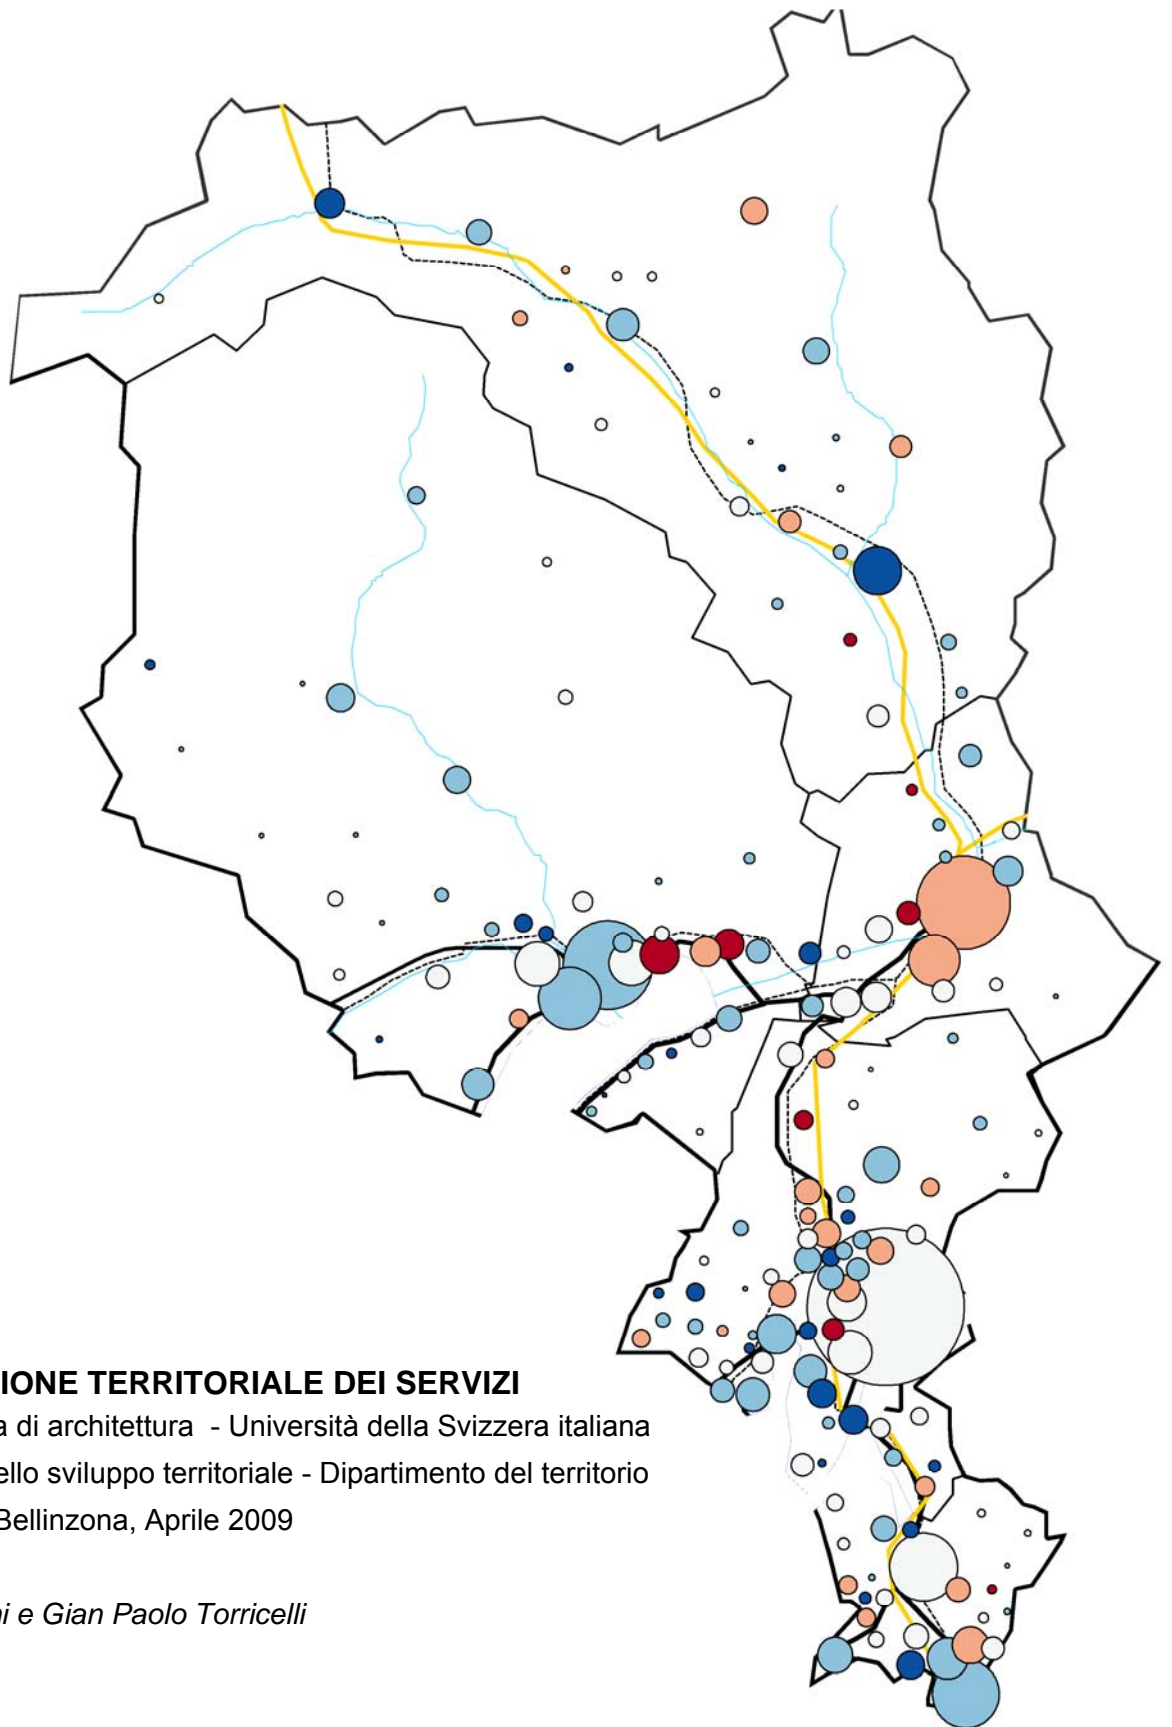 IONE TERRITORIALE DEI SERVIZI
a di architettura - Università della Svizzera italiana
ello sviluppo territoriale - Dipartimento del territorio
Bellinzona, Aprile 2009
ni e Gian Paolo Torricelli